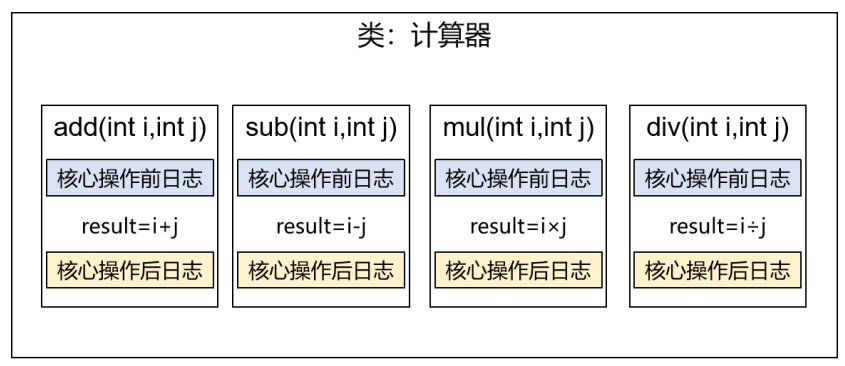 类：计算器
add(int i,int j)
核心操作前日志
result=i+j
核心操作后日志
sub(int i,int j)
核心操作前日志
result=i-j
核心操作后日志
mul(int i,int j)
核心操作前日志
result=i×j
核心操作后日志
div(int i,int j)
核心操作前日志
result=i÷j
核心操作后日志